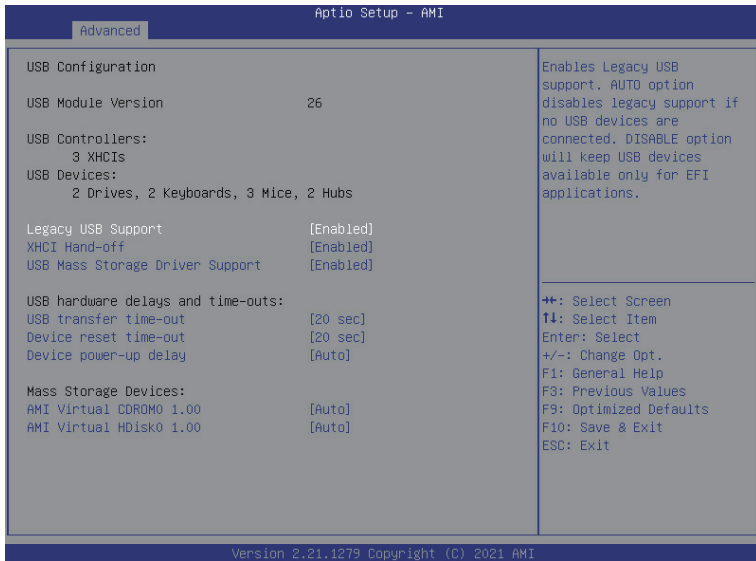 Aptio Setup - AMI
Advanced
USB Configuration
USB Module Version 26
USB Controllers:
3 XHCIs
USB Devices:
2 Drives, 2 Keyboards, 3 Mice, 2 Hubs
Legacy USB Support [Enabled]
XHCI Hand-off [Enabled]
USB Mass Storage Driver Support [Enabled]
USB hardware delays and time-outs:
USB transfer time-out [20 sec]
Device reset time-out [20 sec]
Device power-up delay [Auto]
Mass Storage Devices:
AMI Virtual CDROM0 1.00 [Auto]
AMI Virtual HDisk0 1.00 [Auto]
Enables Legacy USB
support. AUTO option
disables legacy support if
no USB devices are
connected. DISABLE option
will keep USB devices
available only for EFI
applications.
→←: Select Screen
↑↓: Select Item
Enter: Select
+/-: Change Opt.
F1: General Help
F3: Previous Values
F9: Optimized Defaults
F10: Save & Exit
ESC: Exit
Version 2.21.1279 Copyright (C) 2021 AMI